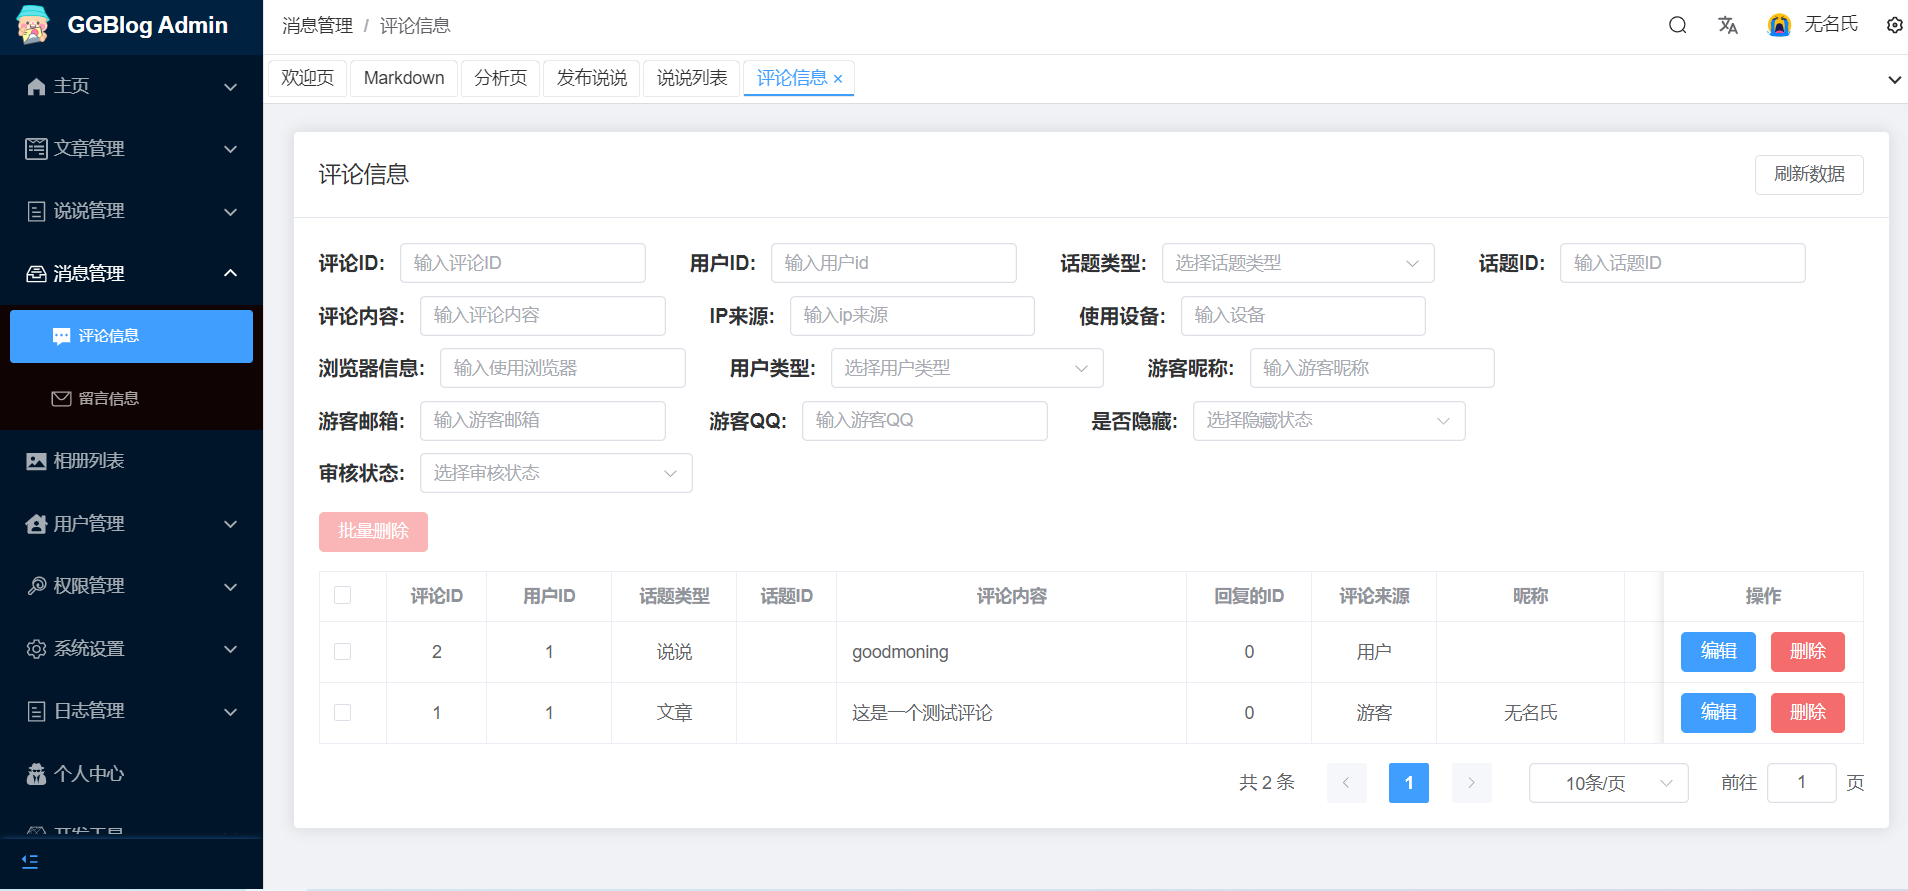 GGBlog Admin
主页
文章管理
说说管理
消息管理
评论信息
留言信息
相册列表
用户管理
权限管理
系统设置
日志管理
个人中心
开发工具
消息管理 / 评论信息
无名氏
欢迎页 Markdown 分析页 发布说说 说说列表 评论信息 ×
评论信息 刷新数据
评论ID: 输入评论ID 用户ID: 输入用户id 话题类型: 选择话题类型 话题ID: 输入话题ID
评论内容: 输入评论内容 IP来源: 输入ip来源 使用设备: 输入设备
浏览器信息: 输入使用浏览器 用户类型: 选择用户类型 游客昵称: 输入游客昵称
游客邮箱: 输入游客邮箱 游客QQ: 输入游客QQ 是否隐藏: 选择隐藏状态
审核状态: 选择审核状态
批量删除
评论ID 用户ID 话题类型 话题ID 评论内容 回复的ID 评论来源 昵称 操作
2 1 说说 goodmoning 0 用户 编辑 删除
1 1 文章 这是一个测试评论 0 游客 无名氏 编辑 删除
共 2 条 1 10条/页 前往 1 页